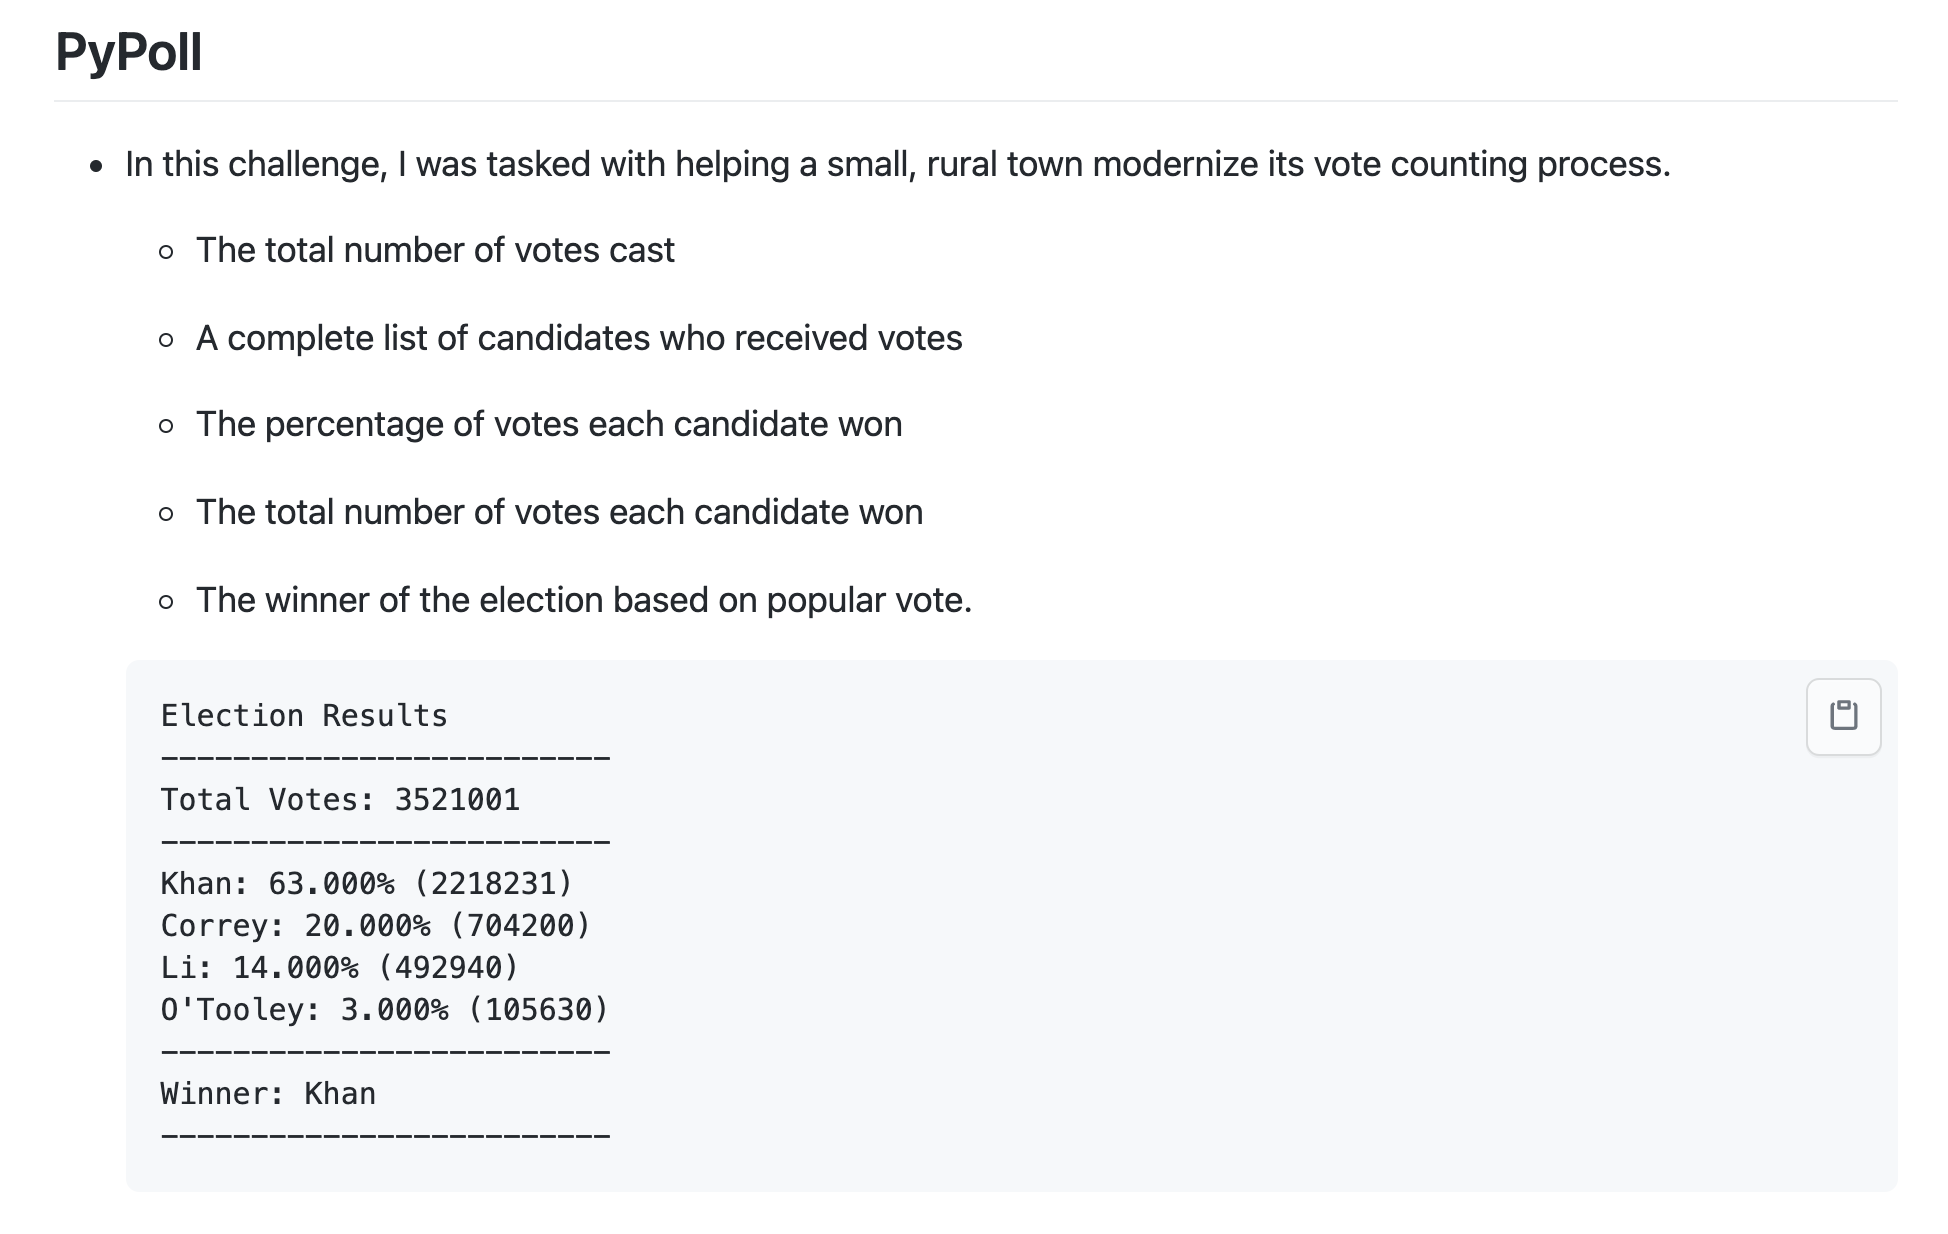 PyPoll
In this challenge, I was tasked with helping a small, rural town modernize its vote counting process.
The total number of votes cast
A complete list of candidates who received votes
The percentage of votes each candidate won
The total number of votes each candidate won
The winner of the election based on popular vote.
Election Results
-------------------------
Total Votes: 3521001
-------------------------
Khan: 63.000% (2218231)
Correy: 20.000% (704200)
Li: 14.000% (492940)
O'Tooley: 3.000% (105630)
-------------------------
Winner: Khan
-------------------------